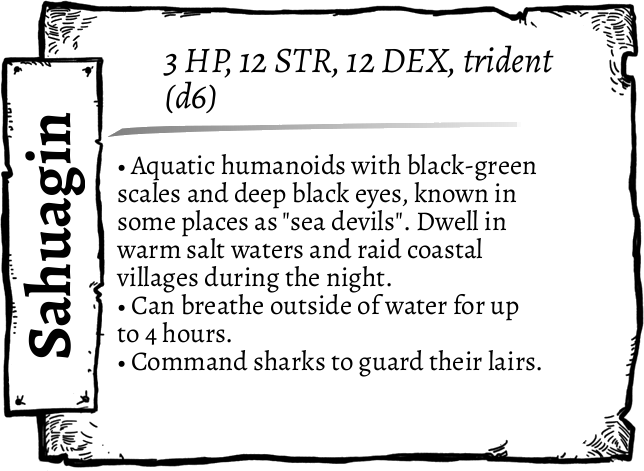 Sahuagin
3 HP, 12 STR, 12 DEX, trident
(d6)
• Aquatic humanoids with black-green
scales and deep black eyes, known in
some places as "sea devils". Dwell in
warm salt waters and raid coastal
villages during the night.
• Can breathe outside of water for up
to 4 hours.
• Command sharks to guard their lairs.